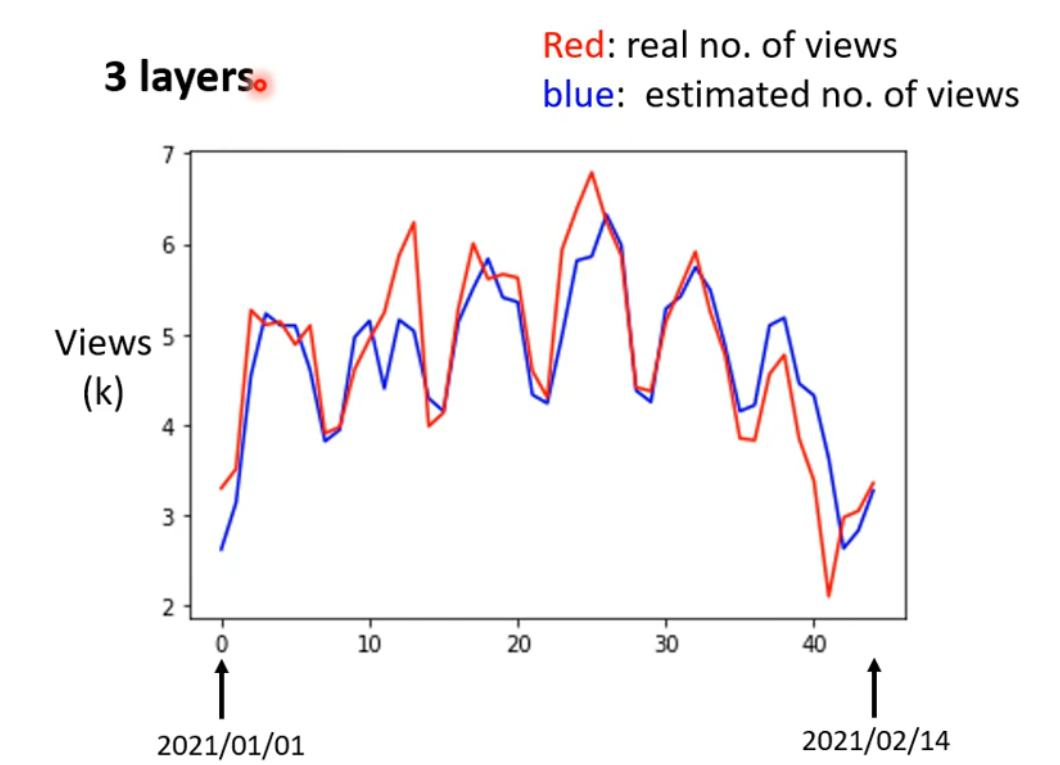 3 layers
Red: real no. of views
blue: estimated no. of views
7
6
5
4
3
2
Views
(k)
0 10 20 30 40
2021/01/01
2021/02/14